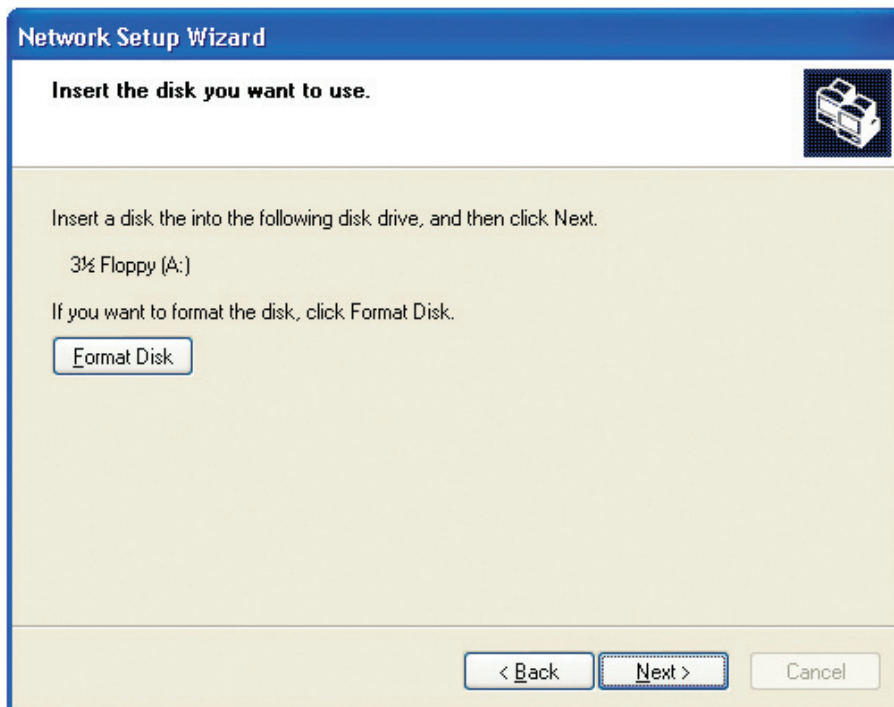 Network Setup Wizard
Insert the disk you want to use.
Insert a disk the into the following disk drive, and then click Next.
3½ Floppy (A:)
If you want to format the disk, click Format Disk.
Format Disk
< Back Next > Cancel